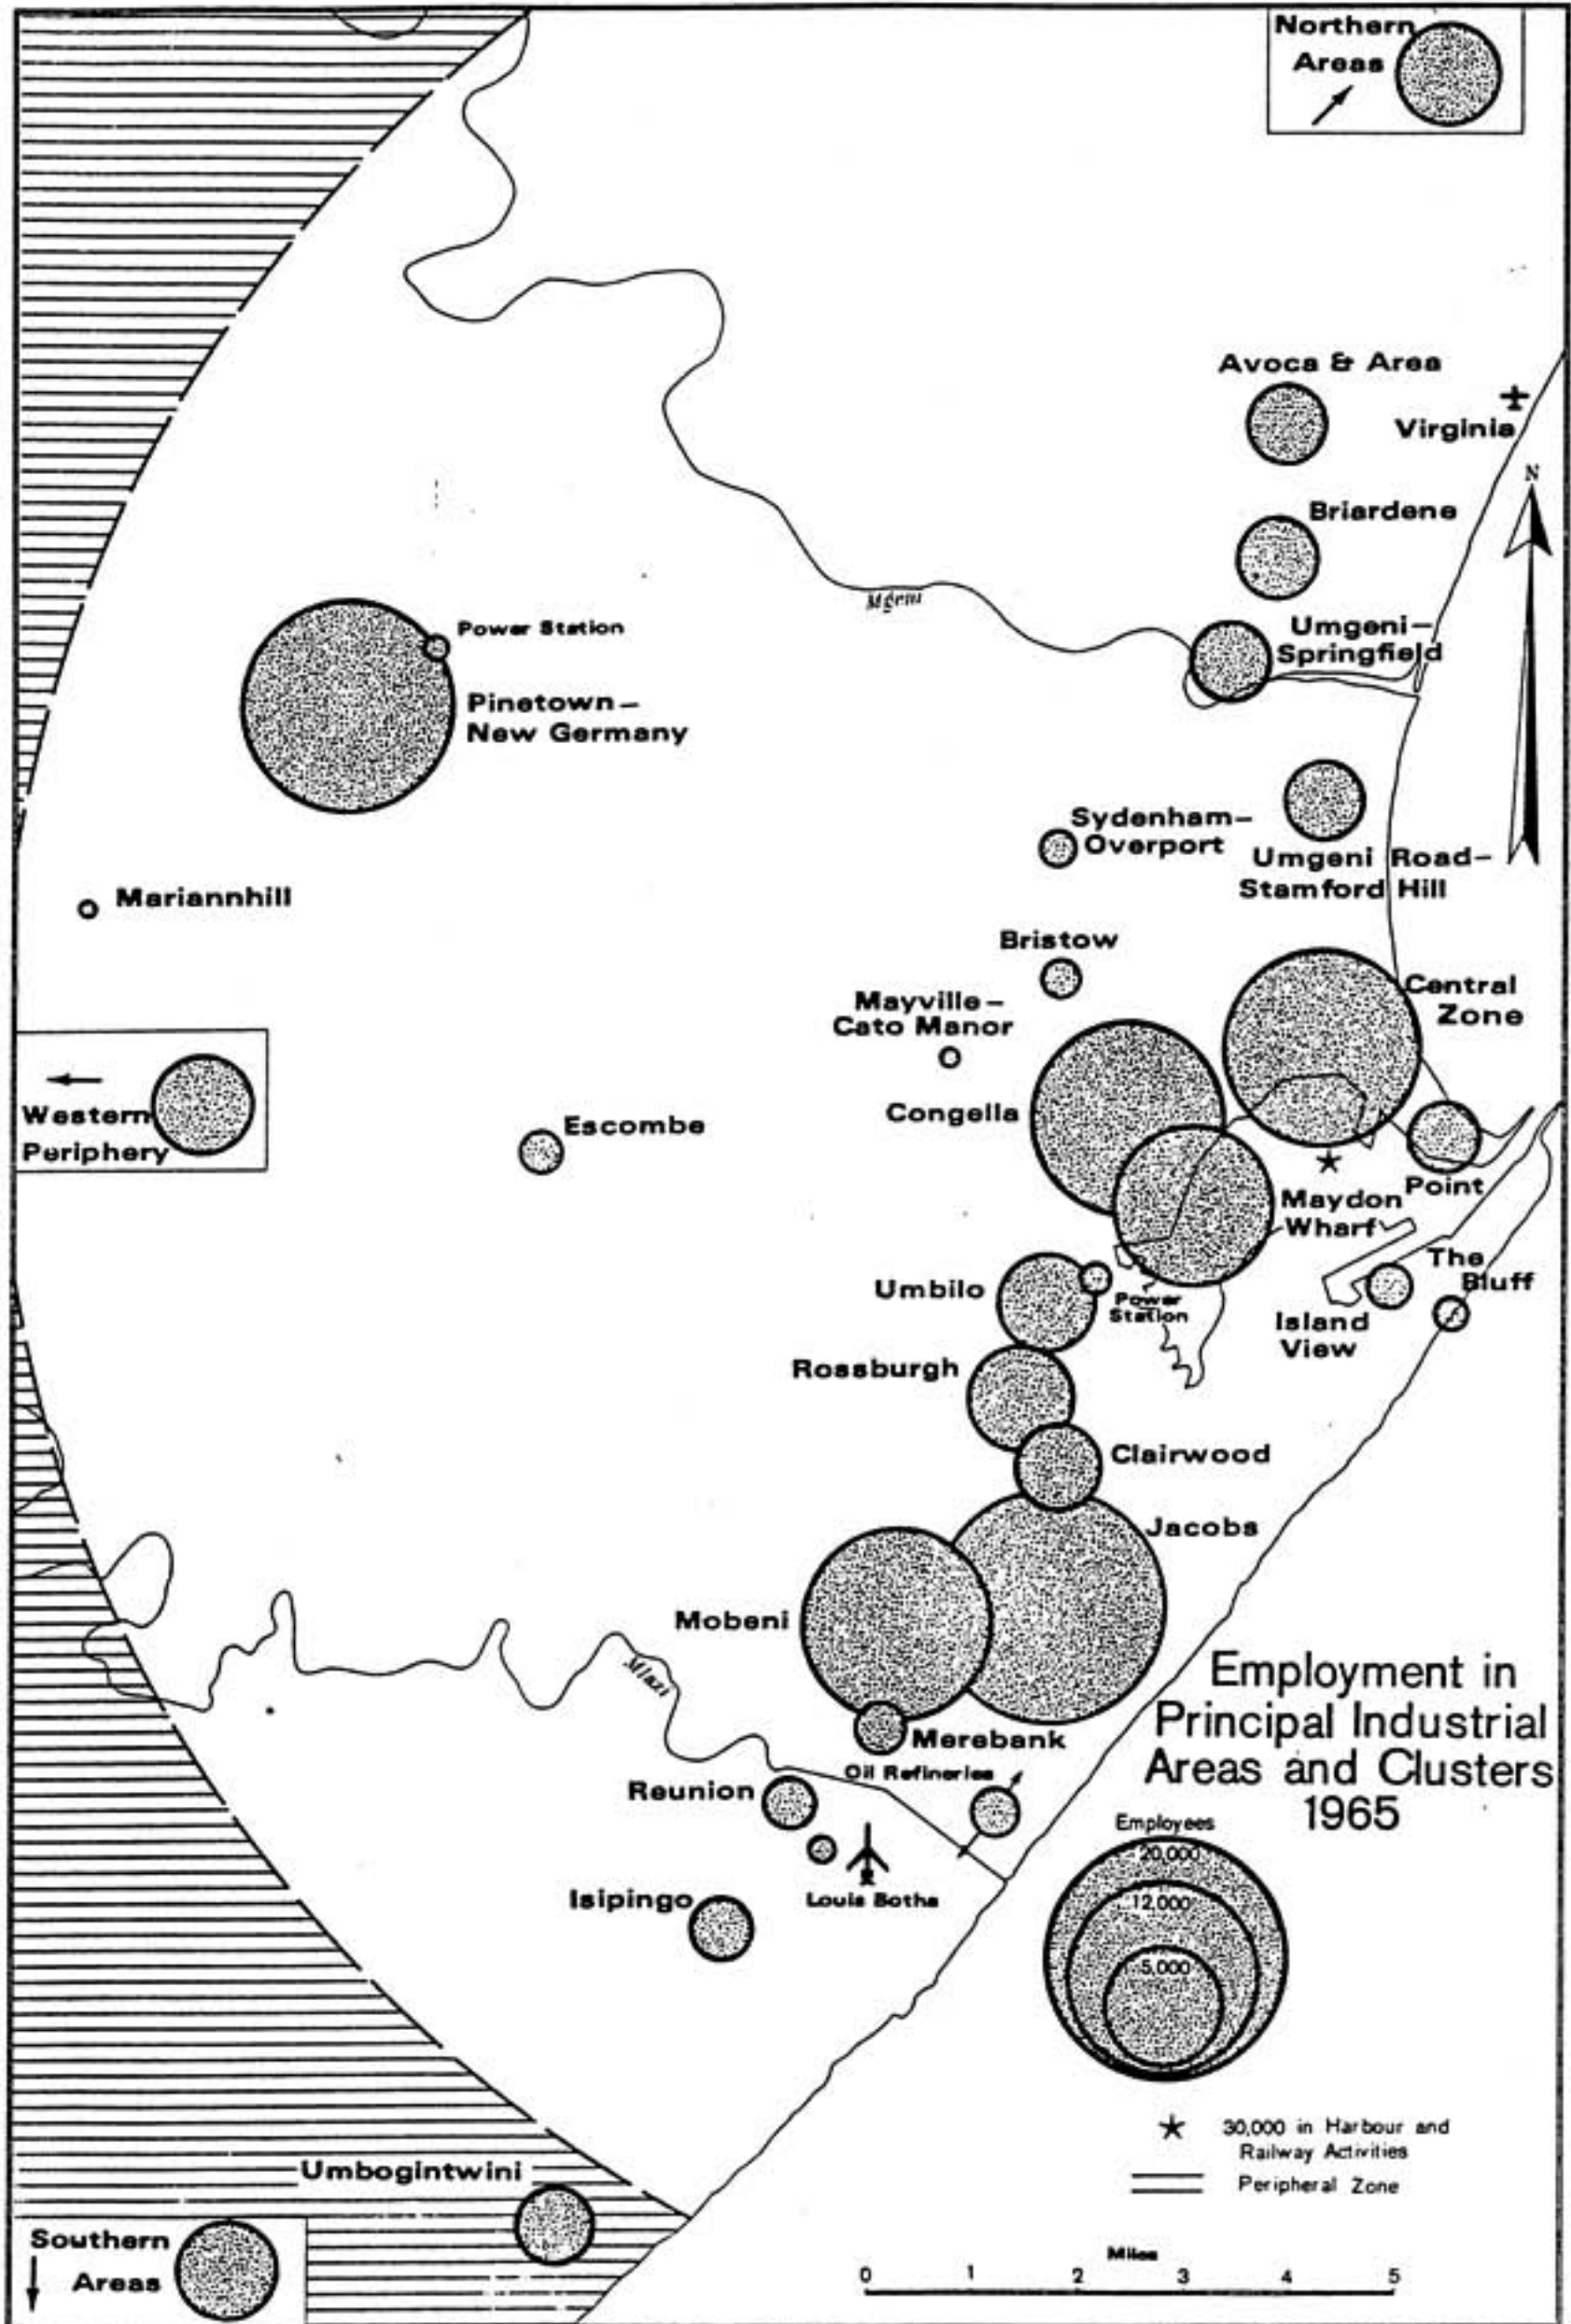 Northern
Areas
Avoca & Area
Virginia
N
Briardene
Mgeni
Umgeni—
Springfield
Power Station
Pinetown—
New Germany
Sydenham—
Overport
Umgeni Road—
Stamford Hill
Mariannhill
Bristow
Central
Zone
Mayville—
Cato Manor
Western
Periphery
Congella
Escombe
Point
Maydon
Wharf
The
Bluff
Umbilo
Power
Station
Island
View
Rossburgh
Clairwood
Jacobs
Mobeni
Mlazi
Merebank
Oil Refineries
Reunion
Louis Botha
Isipingo
Employment in
Principal Industrial
Areas and Clusters
1965
Employees
20,000
12,000
5,000
30,000 in Harbour and
Railway Activities
Peripheral Zone
Umbogintwini
Southern
Areas
Miles
0 1 2 3 4 5